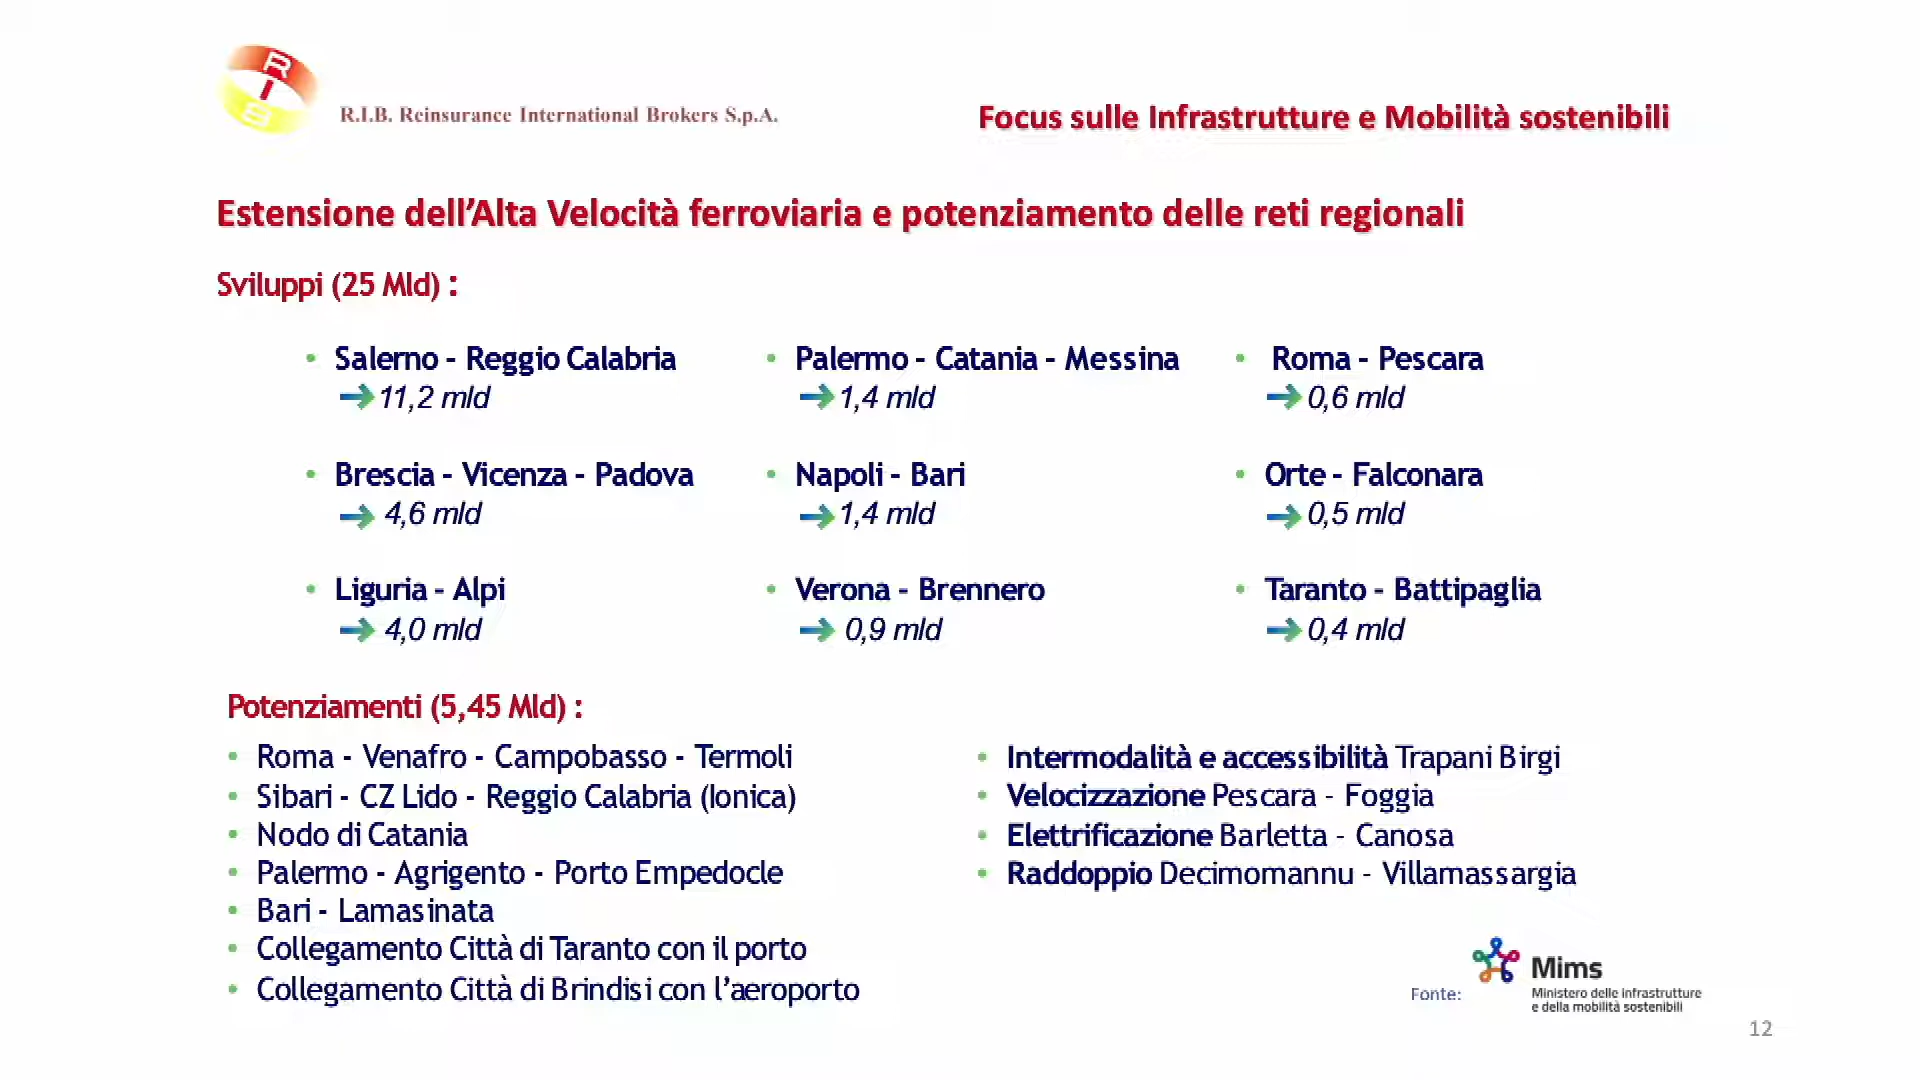 R I B
R.I.B. Reinsurance International Brokers S.p.A.
Focus sulle Infrastrutture e Mobilità sostenibili
Estensione dell'Alta Velocità ferroviaria e potenziamento delle reti regionali
Sviluppi (25 Mld) :
• Salerno - Reggio Calabria
➔ 11,2 mld
• Palermo - Catania - Messina
➔ 1,4 mld
• Roma - Pescara
➔ 0,6 mld
• Brescia - Vicenza - Padova
➔ 4,6 mld
• Napoli - Bari
➔ 1,4 mld
• Orte - Falconara
➔ 0,5 mld
• Liguria - Alpi
➔ 4,0 mld
• Verona - Brennero
➔ 0,9 mld
• Taranto - Battipaglia
➔ 0,4 mld
Potenziamenti (5,45 Mld) :
• Roma - Venafro - Campobasso - Termoli
• Sibari - CZ Lido - Reggio Calabria (Ionica)
• Nodo di Catania
• Palermo - Agrigento - Porto Empedocle
• Bari - Lamasinata
• Collegamento Città di Taranto con il porto
• Collegamento Città di Brindisi con l'aeroporto
• Intermodalità e accessibilità Trapani Birgi
• Velocizzazione Pescara - Foggia
• Elettrificazione Barletta - Canosa
• Raddoppio Decimomannu - Villamassargia
Fonte:
Mims
Ministero delle infrastrutture
e della mobilità sostenibili
12